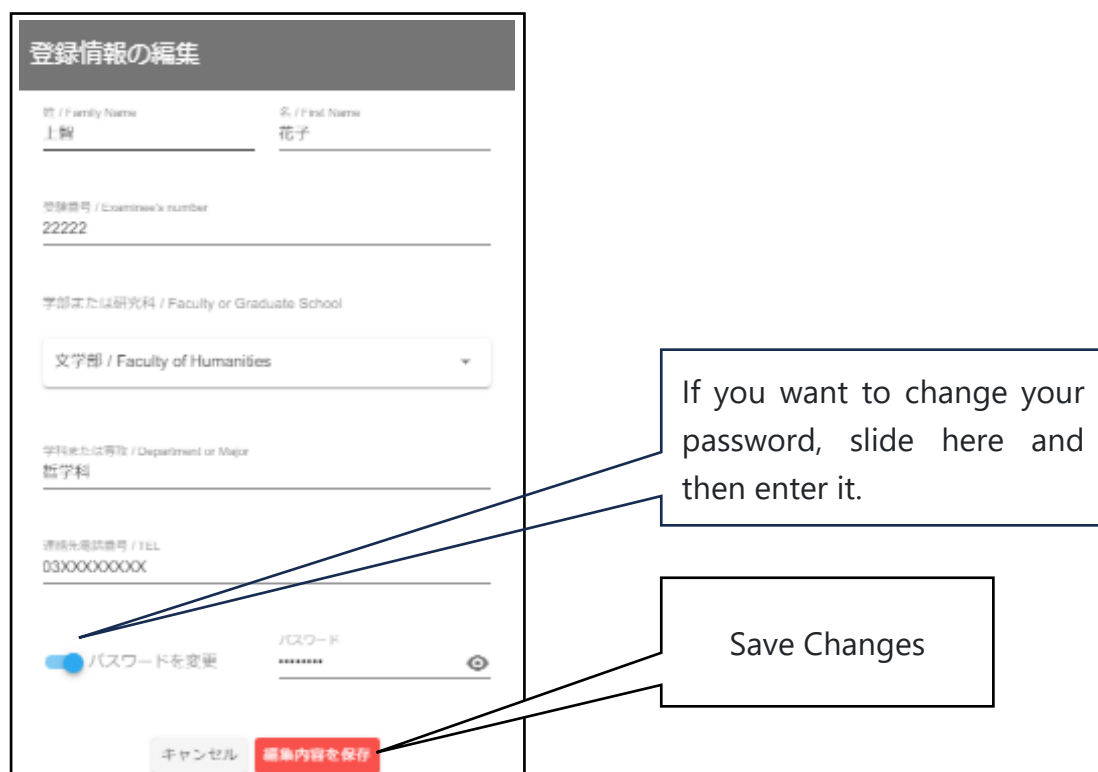 登録情報の編集
姓 / Family Name
名 / First Name
上智
花子
受験番号 / Examinee's number
22222
学部または研究科 / Faculty or Graduate School
文学部 / Faculty of Humanities
学科または専攻 / Department or Major
哲学科
連絡先電話番号 / TEL
03XXXXXXXXX
パスワードを変更
パスワード
••••••••
キャンセル
編集内容を保存
If you want to change your
password, slide here and
then enter it.
Save Changes